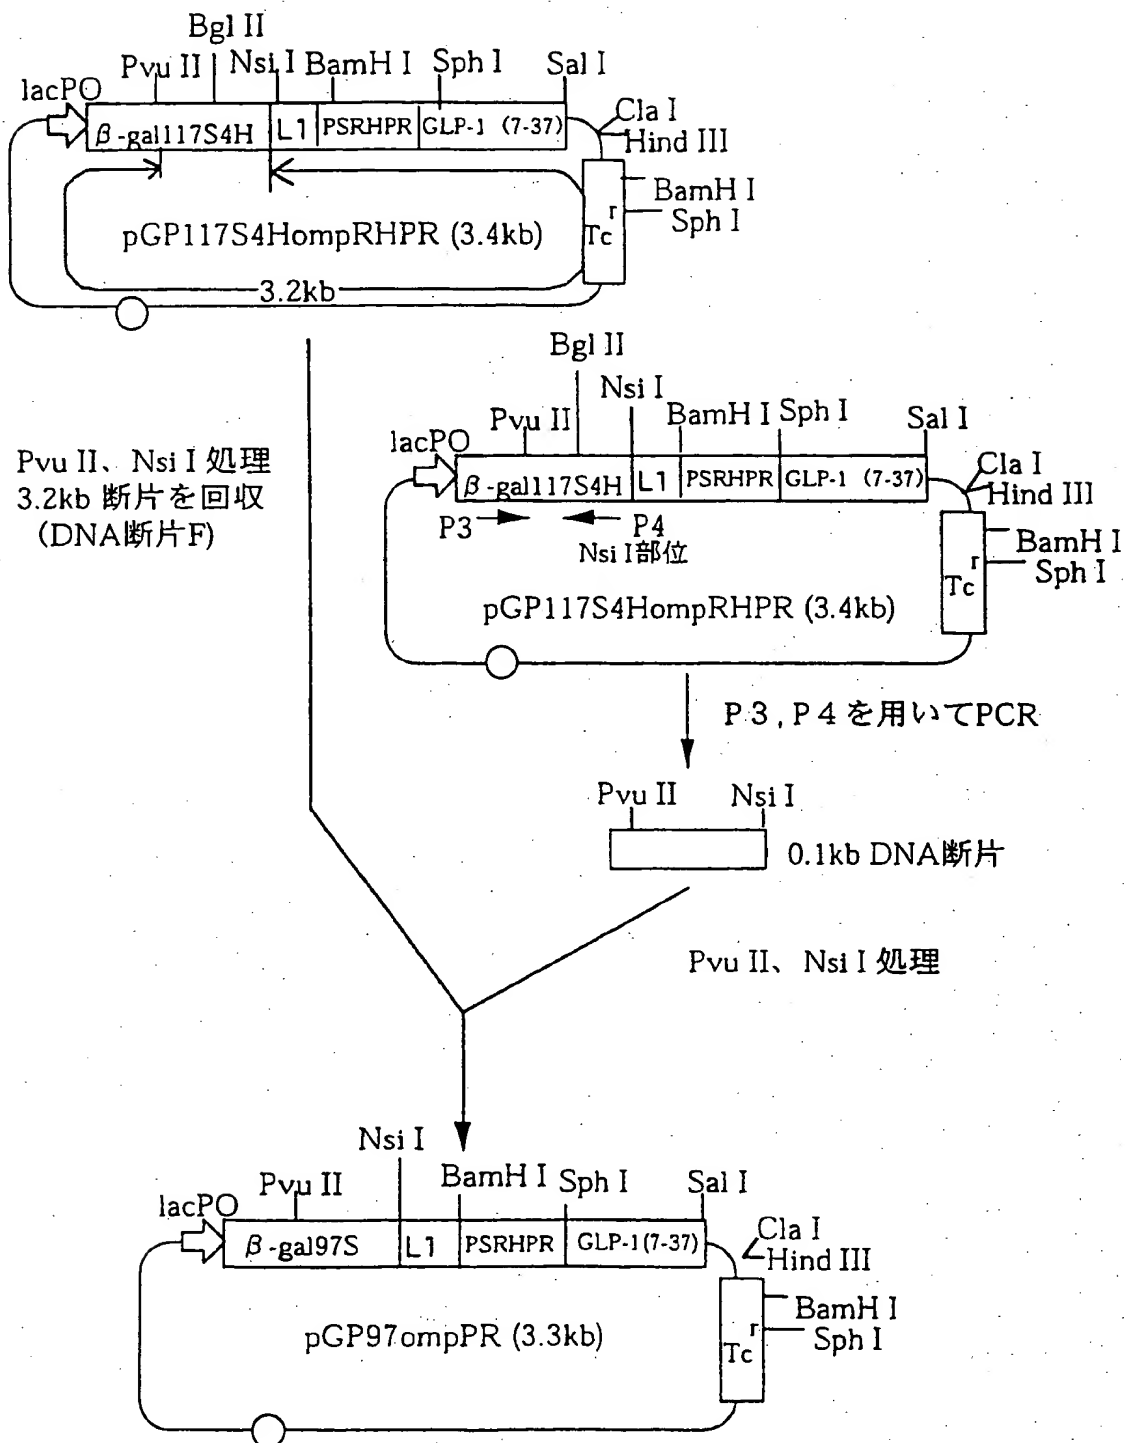 Bgl II
Pvu II Nsi I BamH I Sph I Sal I
lacPO
β-gal117S4H L1 PSRHPR GLP-1 (7-37)
Cla I
Hind III
BamH I
Sph I
Tc r
pGP117S4HompRHPR (3.4kb)
3.2kb
Pvu II、Nsi I 処理
3.2kb 断片を回収
(DNA断片F)
Bgl II
Nsi I
Pvu II BamH I Sph I Sal I
lacPO
β-gal117S4H L1 PSRHPR GLP-1 (7-37)
Cla I
Hind III
P3 P4
Nsi I部位
BamH I
Sph I
Tc r
pGP117S4HompRHPR (3.4kb)
P3,P4を用いてPCR
Pvu II Nsi I
0.1kb DNA断片
Pvu II、Nsi I 処理
Nsi I
Pvu II BamH I Sph I Sal I
lacPO
β-gal97S L1 PSRHPR GLP-1(7-37)
Cla I
Hind III
BamH I
Sph I
Tc r
pGP97ompPR (3.3kb)